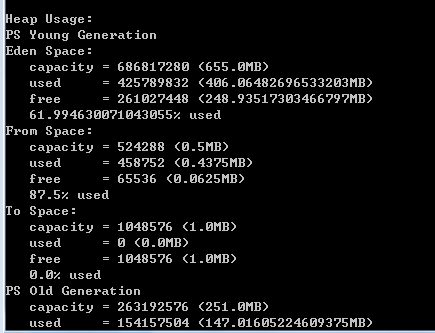 Heap Usage:
PS Young Generation
Eden Space:
   capacity = 686817280 (655.0MB)
   used     = 425789832 (406.06482696533203MB)
   free     = 261027448 (248.93517303466797MB)
   61.994630071043055% used
From Space:
   capacity = 524288 (0.5MB)
   used     = 458752 (0.4375MB)
   free     = 65536 (0.0625MB)
   87.5% used
To Space:
   capacity = 1048576 (1.0MB)
   used     = 0 (0.0MB)
   free     = 1048576 (1.0MB)
   0.0% used
PS Old Generation
   capacity = 263192576 (251.0MB)
   used     = 154157504 (147.01605224609375MB)